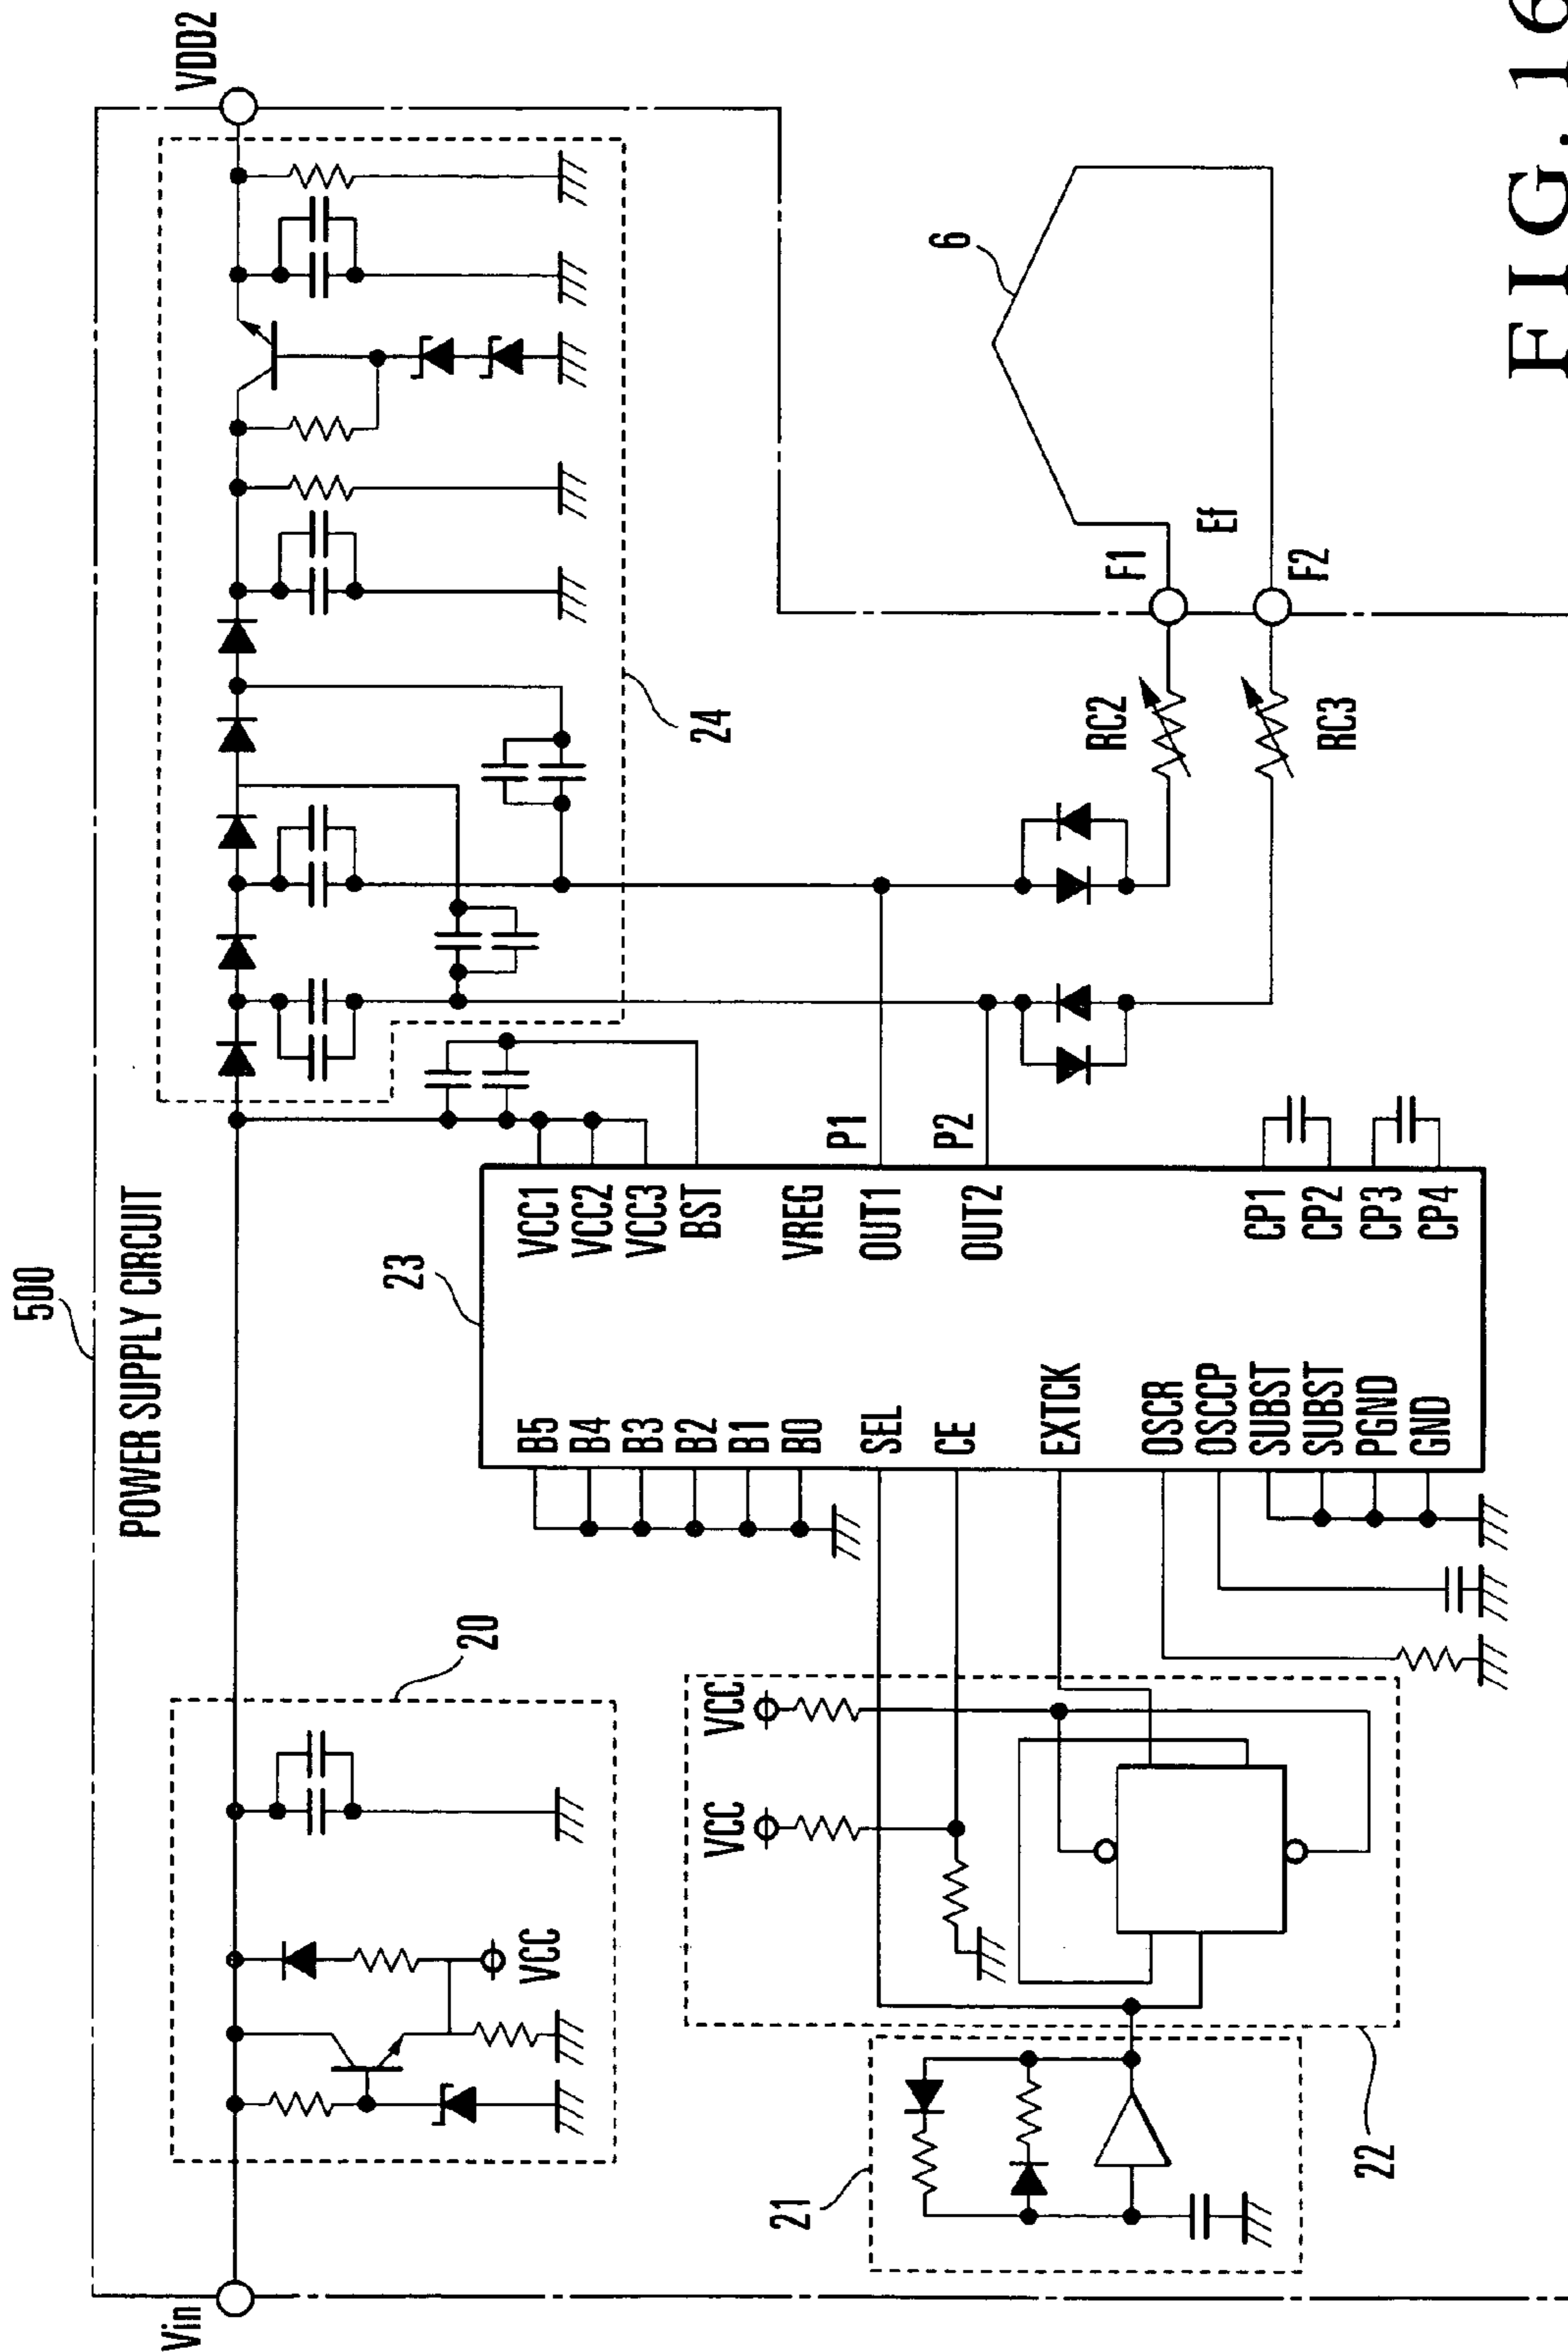 500
POWER SUPPLY CIRCUIT
Vin
VDD2
20
VCC
24
23
B5
B4
B3
B2
B1
B0
SEL
CE
EXTCK
OSCR
OSCCP
SUBST
SUBST
PGND
GND
VCC1
VCC2
VCC3
BST
VREG
OUT1
OUT2
CP1
CP2
CP3
CP4
P1
P2
VCC
VCC
21
22
RC2
RC3
F1
Ef
F2
6
FIG.16